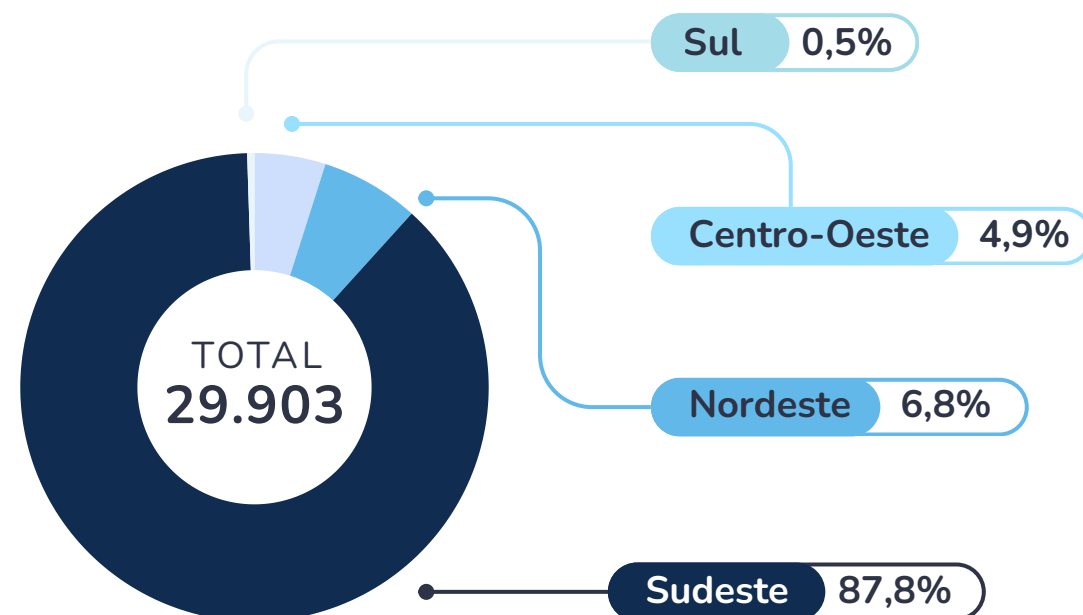 Sul 0,5%
Centro-Oeste 4,9%
TOTAL
29.903
Nordeste 6,8%
Sudeste 87,8%